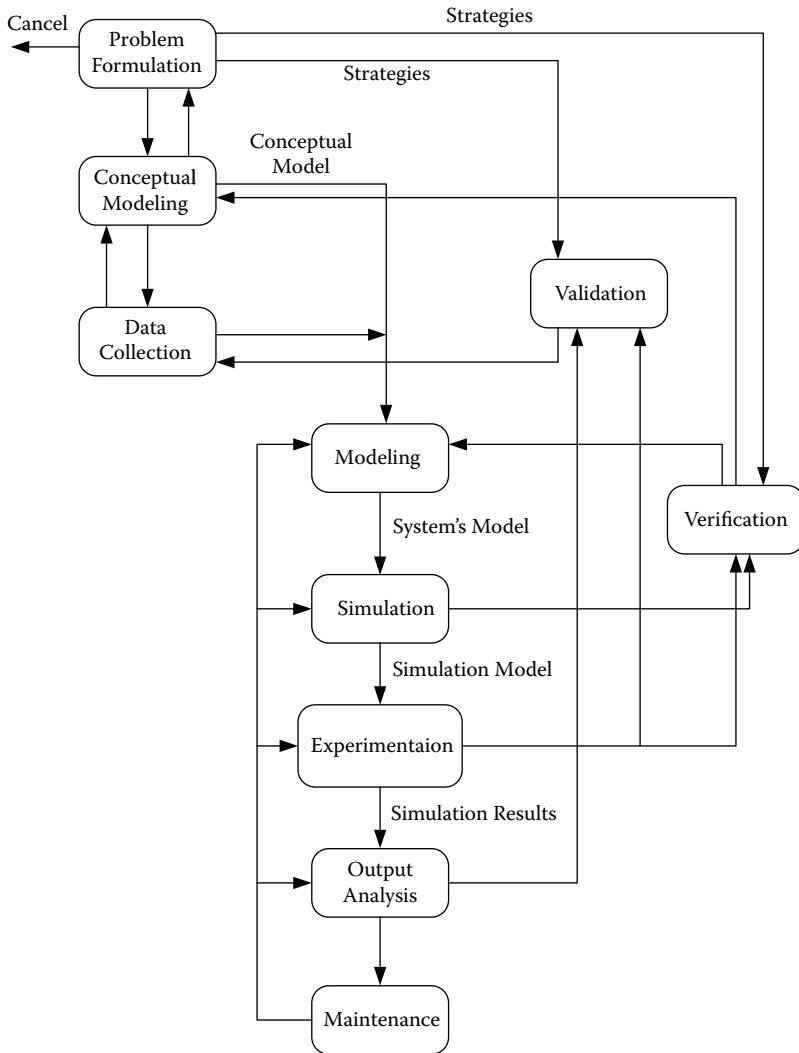 Cancel
Problem
Formulation
Strategies
Strategies
Conceptual
Model
Conceptual
Modeling
Validation
Data
Collection
Modeling
System's Model
Verification
Simulation
Simulation Model
Experimentaion
Simulation Results
Output
Analysis
Maintenance